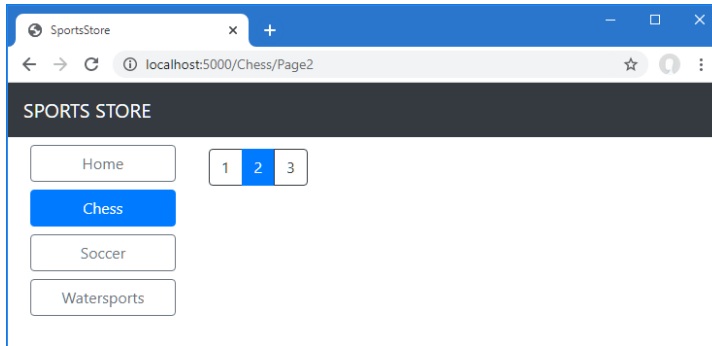 SportsStore
localhost:5000/Chess/Page2
SPORTS STORE
Home
1 2 3
Chess
Soccer
Watersports